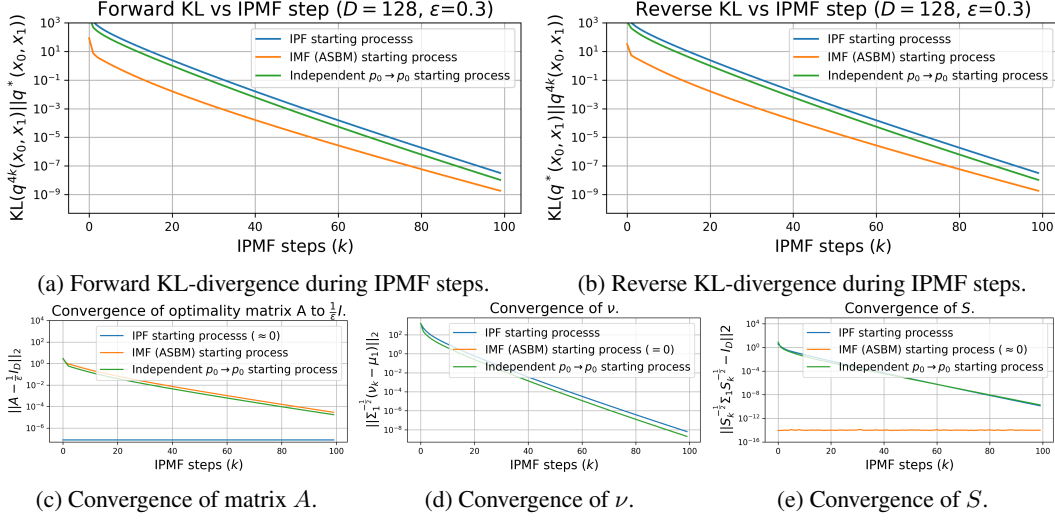 Forward KL vs IPMF step (D = 128, ε=0.3)
KL(q^{4k}(x_0, x_1)||q^*(x_0, x_1))
10^3
10^1
10^{-1}
10^{-3}
10^{-5}
10^{-7}
10^{-9}
IPF starting processs
IMF (ASBM) starting process
Independent p_0→p_0 starting process
0 20 40 60 80 100
IPMF steps (k)
(a) Forward KL-divergence during IPMF steps.
Reverse KL vs IPMF step (D = 128, ε=0.3)
KL(q^*(x_0, x_1)||q^{4k}(x_0, x_1))
10^3
10^1
10^{-1}
10^{-3}
10^{-5}
10^{-7}
10^{-9}
IPF starting processs
IMF (ASBM) starting process
Independent p_0→p_0 starting process
0 20 40 60 80 100
IPMF steps (k)
(b) Reverse KL-divergence during IPMF steps.
Convergence of optimality matrix A to \frac{1}{ε}I.
||A − \frac{1}{ε}I_D||_2
10^4
10^2
10^0
10^{-2}
10^{-4}
10^{-6}
IPF starting processs (≈0)
IMF (ASBM) starting process
Independent p_0→p_0 starting process
0 20 40 60 80 100
IPMF steps (k)
(c) Convergence of matrix A.
Convergence of ν.
||Σ_1^{-\frac{1}{2}}(ν_k − μ_1)||_2
10^2
10^0
10^{-2}
10^{-4}
10^{-6}
10^{-8}
IPF starting processs
IMF (ASBM) starting process (=0)
Independent p_0→p_0 starting process
0 20 40 60 80 100
IPMF steps (k)
(d) Convergence of ν.
Convergence of S.
||S_k^{-\frac{1}{2}}Σ_1S_k^{-\frac{1}{2}} − I_D||2
10^4
10^1
10^{-2}
10^{-5}
10^{-8}
10^{-12}
10^{-14}
10^{-16}
IPF starting processs
IMF (ASBM) starting process (≈0)
Independent p_0→p_0 starting process
0 20 40 60 80 100
IPMF steps (k)
(e) Convergence of S.